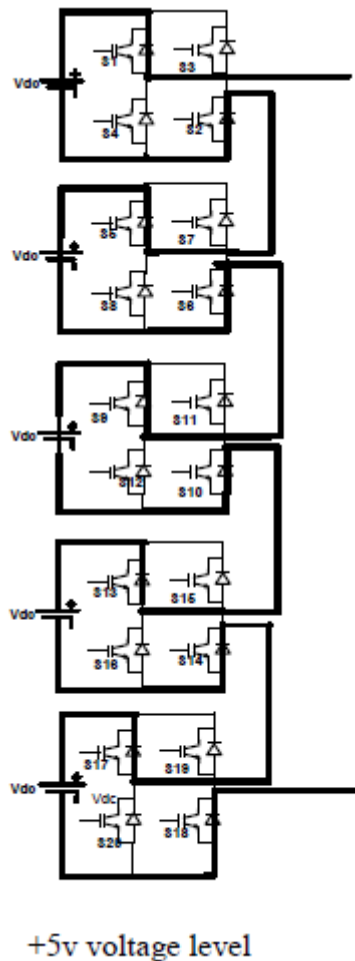 S1
S3
Vdc
S4
S2
S5
S7
Vdc
S8
S6
S9
S11
Vdc
S12
S10
S13
S15
Vdc
S16
S14
S17
S19
Vdc
Vdc
S20
S18
+5v voltage level